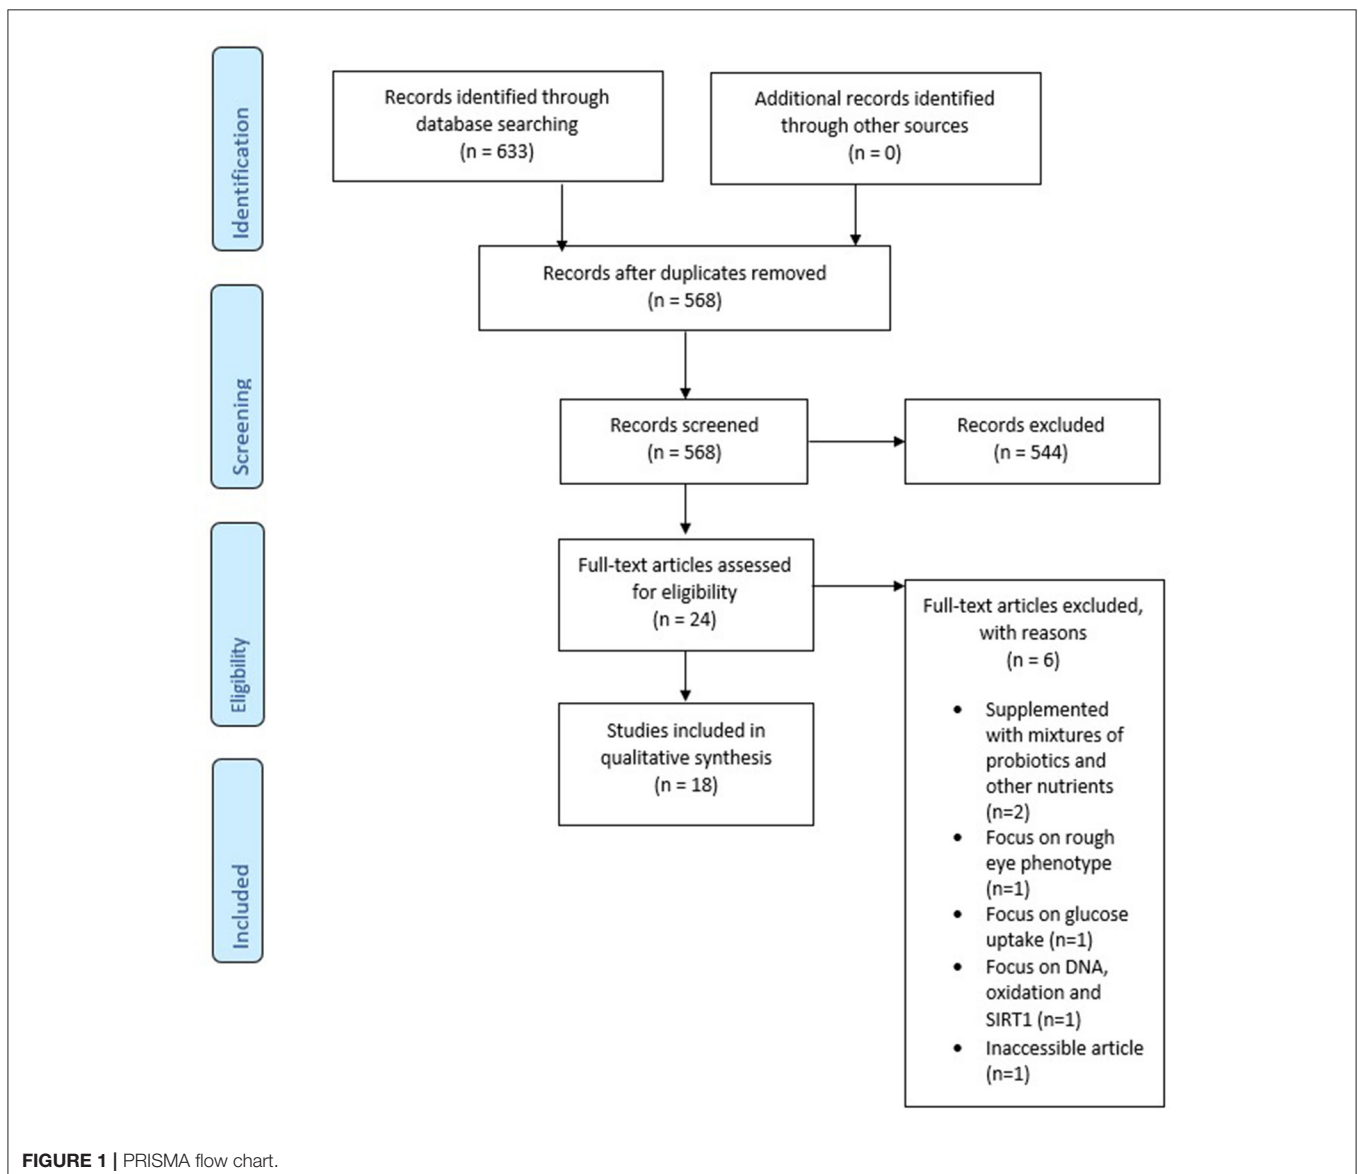 Identification
Records identified through
database searching
(n = 633)
Additional records identified
through other sources
(n = 0)
Records after duplicates removed
(n = 568)
Screening
Records screened
(n = 568)
Records excluded
(n = 544)
Eligibility
Full-text articles assessed
for eligibility
(n = 24)
Full-text articles excluded,
with reasons
(n = 6)
• Supplemented
with mixtures of
probiotics and
other nutrients
(n=2)
• Focus on rough
eye phenotype
(n=1)
• Focus on glucose
uptake (n=1)
• Focus on DNA,
oxidation and
SIRT1 (n=1)
• Inaccessible article
(n=1)
Included
Studies included in
qualitative synthesis
(n = 18)
FIGURE 1 | PRISMA flow chart.